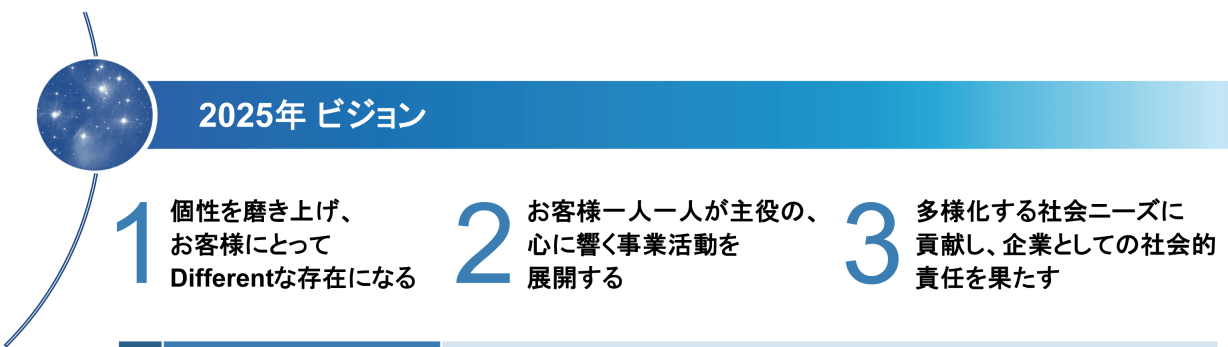 2025年 ビジョン
1
個性を磨き上げ、
お客様にとって
Differentな存在になる
2
お客様一人一人が主役の、
心に響く事業活動を
展開する
3
多様化する社会ニーズに
貢献し、企業としての社会的
責任を果たす